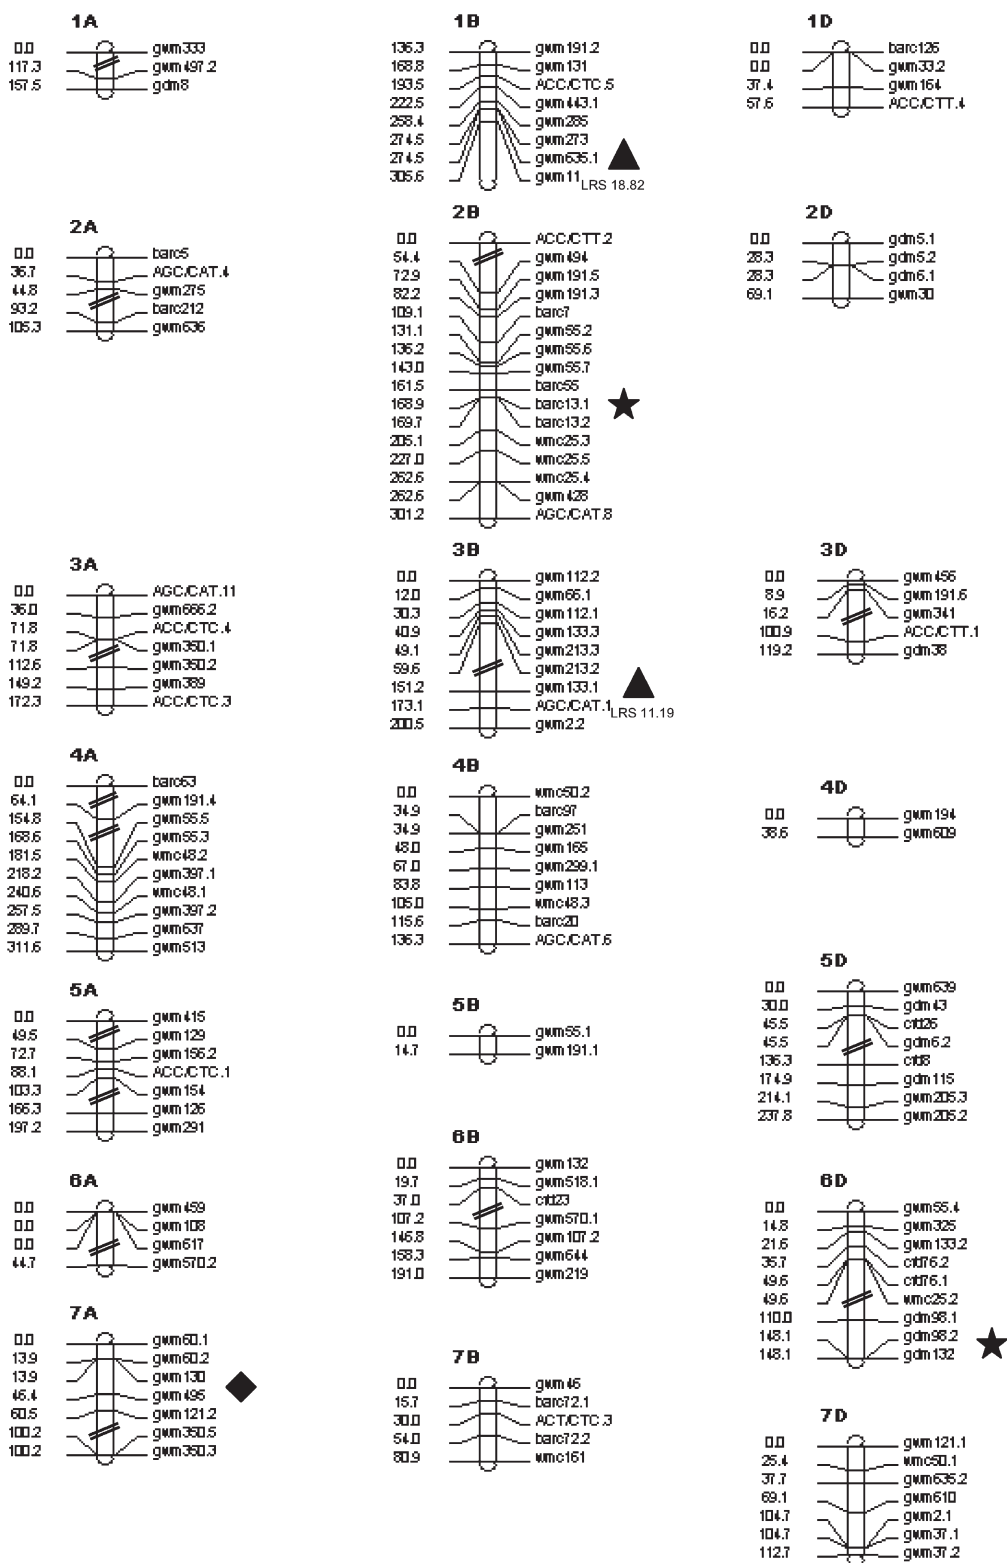 1A
0.0 gwm333
117.3 gwm497.2
157.5 gdm8
1B
136.3 gwm191.2
168.8 gwm131
193.5 ACC/CTC.5
222.5 gwm443.1
258.4 gwm285
274.5 gwm273
274.5 gwm635.1
305.6 gwm11
LRS 18.82
1D
0.0 barc126
0.0 gwm33.2
37.4 gwm164
57.6 ACC/CTT.4
2A
0.0 barc5
36.7 AGC/CAT.4
44.8 gwm275
93.2 barc212
105.3 gwm636
2B
0.0 ACC/CTT.2
54.4 gwm494
72.9 gwm191.5
82.2 gwm191.3
109.1 barc7
131.1 gwm55.2
136.2 gwm55.6
143.0 gwm55.7
161.5 barc55
168.9 barc13.1
169.7 barc13.2
205.1 wmc25.3
227.0 wmc25.5
262.6 wmc25.4
262.6 gwm428
301.2 AGC/CAT.8
2D
0.0 gdm5.1
28.3 gdm5.2
28.3 gdm6.1
69.1 gwm30
3A
0.0 AGC/CAT.11
36.0 gwm666.2
71.8 ACC/CTC.4
71.8 gwm350.1
112.6 gwm350.2
149.2 gwm389
172.3 ACC/CTC.3
3B
0.0 gwm112.2
12.0 gwm66.1
30.3 gwm112.1
40.9 gwm133.3
49.1 gwm213.3
59.6 gwm213.2
151.2 gwm133.1
173.1 AGC/CAT.1
200.5 gwm2.2
LRS 11.19
3D
0.0 gwm456
8.9 gwm191.6
16.2 gwm341
100.9 ACC/CTT.1
119.2 gdm38
4A
0.0 barc63
64.1 gwm191.4
154.8 gwm55.5
168.6 gwm55.3
181.5 wmc48.2
218.2 gwm397.1
240.6 wmc48.1
257.5 gwm397.2
289.7 gwm637
311.6 gwm513
4B
0.0 wmc50.2
34.9 barc97
34.9 gwm251
48.0 gwm165
67.0 gwm299.1
83.8 gwm113
105.0 wmc48.3
115.6 barc20
136.3 AGC/CAT.6
4D
0.0 gwm194
38.6 gwm609
5A
0.0 gwm415
49.5 gwm129
72.7 gwm156.2
88.1 ACC/CTC.1
103.3 gwm154
166.3 gwm126
197.2 gwm291
5B
0.0 gwm55.1
14.7 gwm191.1
5D
0.0 gwm639
30.0 gdm43
45.5 cfd26
45.5 gdm6.2
136.3 cfd8
174.9 gdm115
214.1 gwm205.3
237.8 gwm205.2
6A
0.0 gwm459
0.0 gwm108
0.0 gwm617
44.7 gwm570.2
6B
0.0 gwm132
19.7 gwm518.1
37.0 cfd23
107.2 gwm570.1
146.8 gwm107.2
158.3 gwm644
191.0 gwm219
6D
0.0 gwm55.4
14.8 gwm325
21.6 gwm133.2
35.7 cfd76.2
49.6 cfd76.1
49.6 wmc25.2
110.0 gdm98.1
148.1 gdm98.2
148.1 gdm132
7A
0.0 gwm60.1
13.9 gwm60.2
13.9 gwm130
46.4 gwm495
60.5 gwm121.2
100.2 gwm350.5
100.2 gwm350.3
7B
0.0 gwm46
15.7 barc72.1
30.0 ACT/CTC.3
54.0 barc72.2
80.9 wmc161
7D
0.0 gwm121.1
25.4 wmc50.1
37.7 gwm635.2
69.1 gwm610
104.7 gwm2.1
104.7 gwm37.1
112.7 gwm37.2